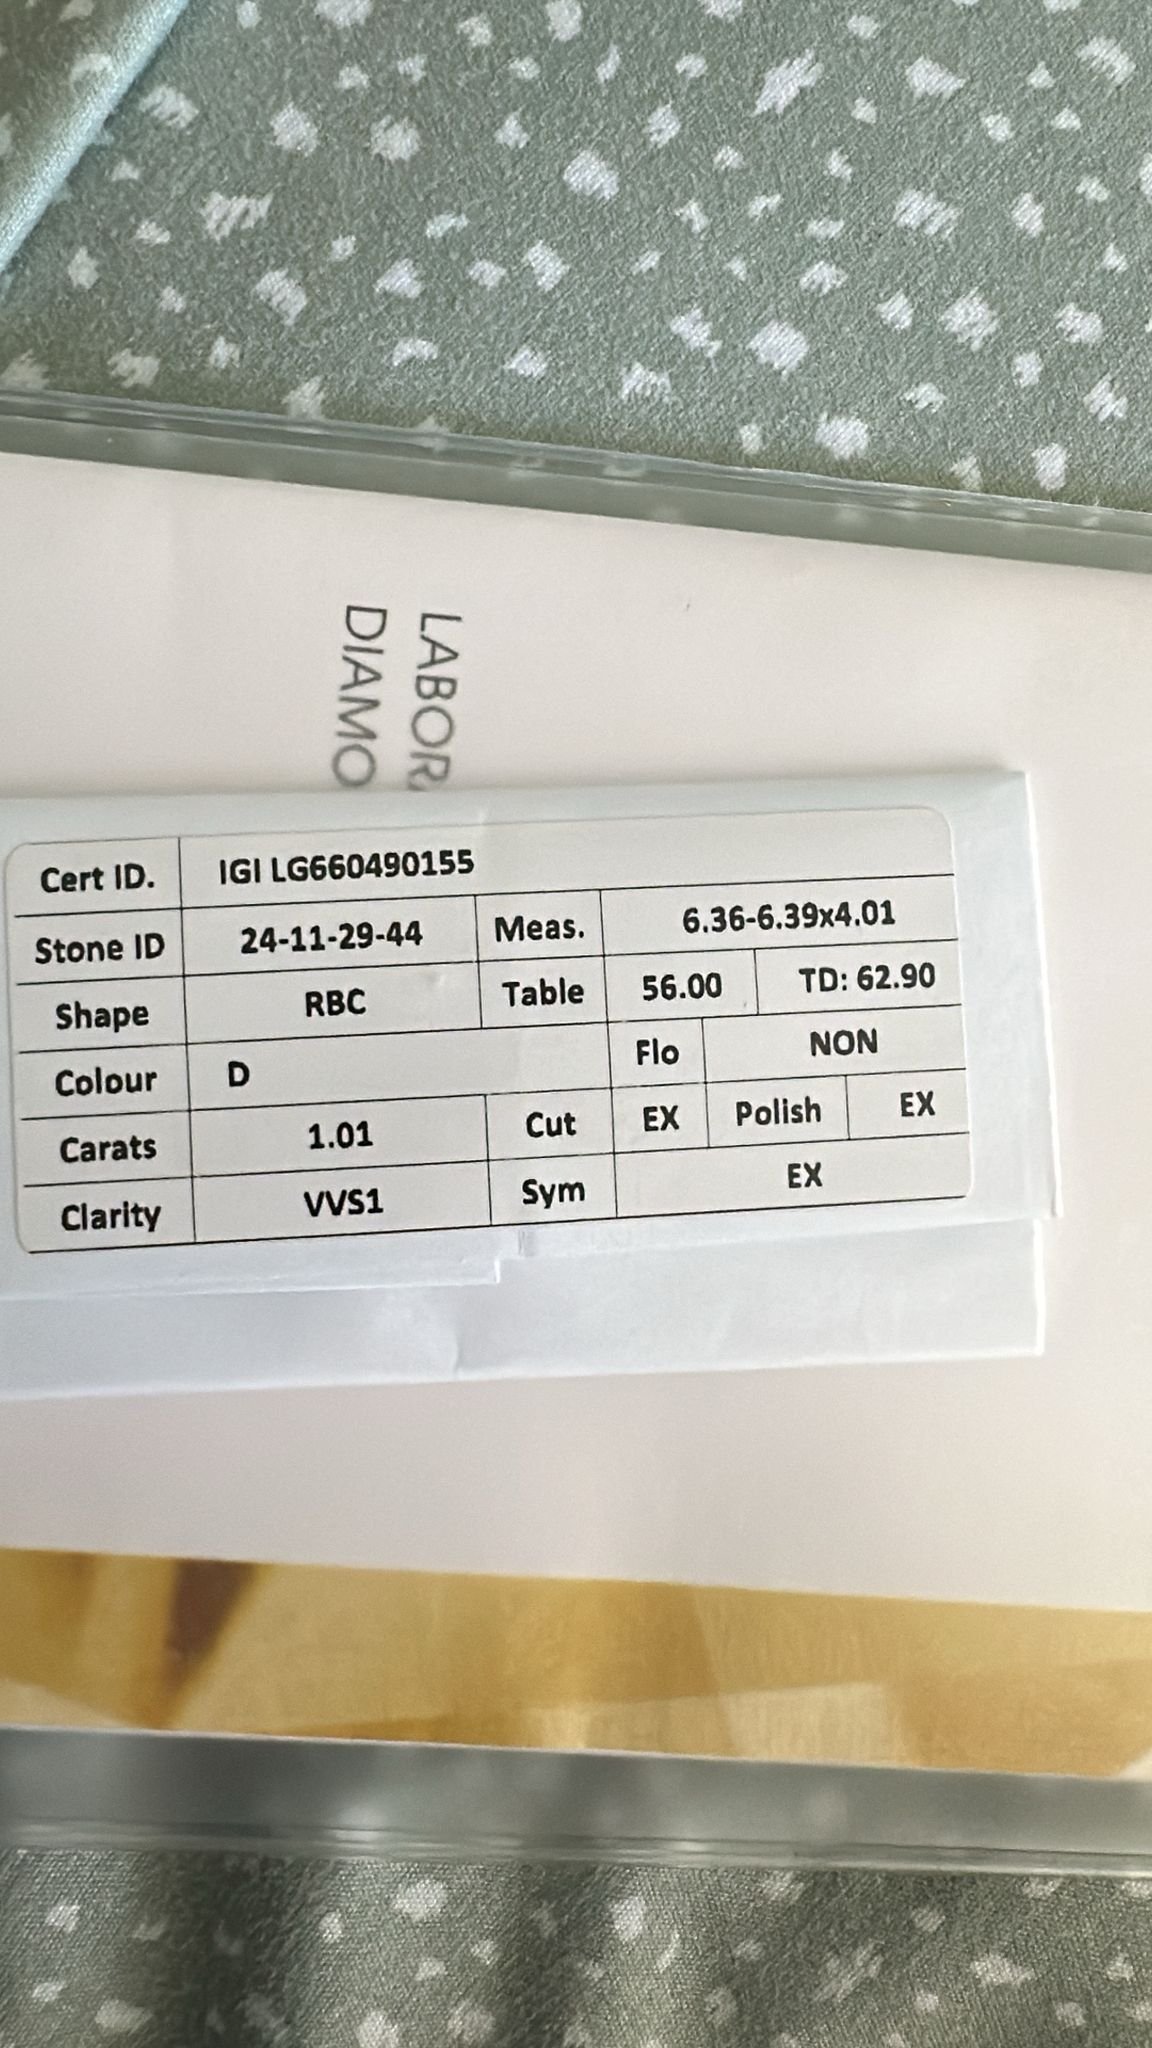 LABOR
DIAMO
Cert ID. IGI LG660490155
Stone ID 24-11-29-44 Meas. 6.36-6.39x4.01
Shape RBC Table 56.00 TD: 62.90
Colour D Flo NON
Carats 1.01 Cut EX Polish EX
Clarity VVS1 Sym EX